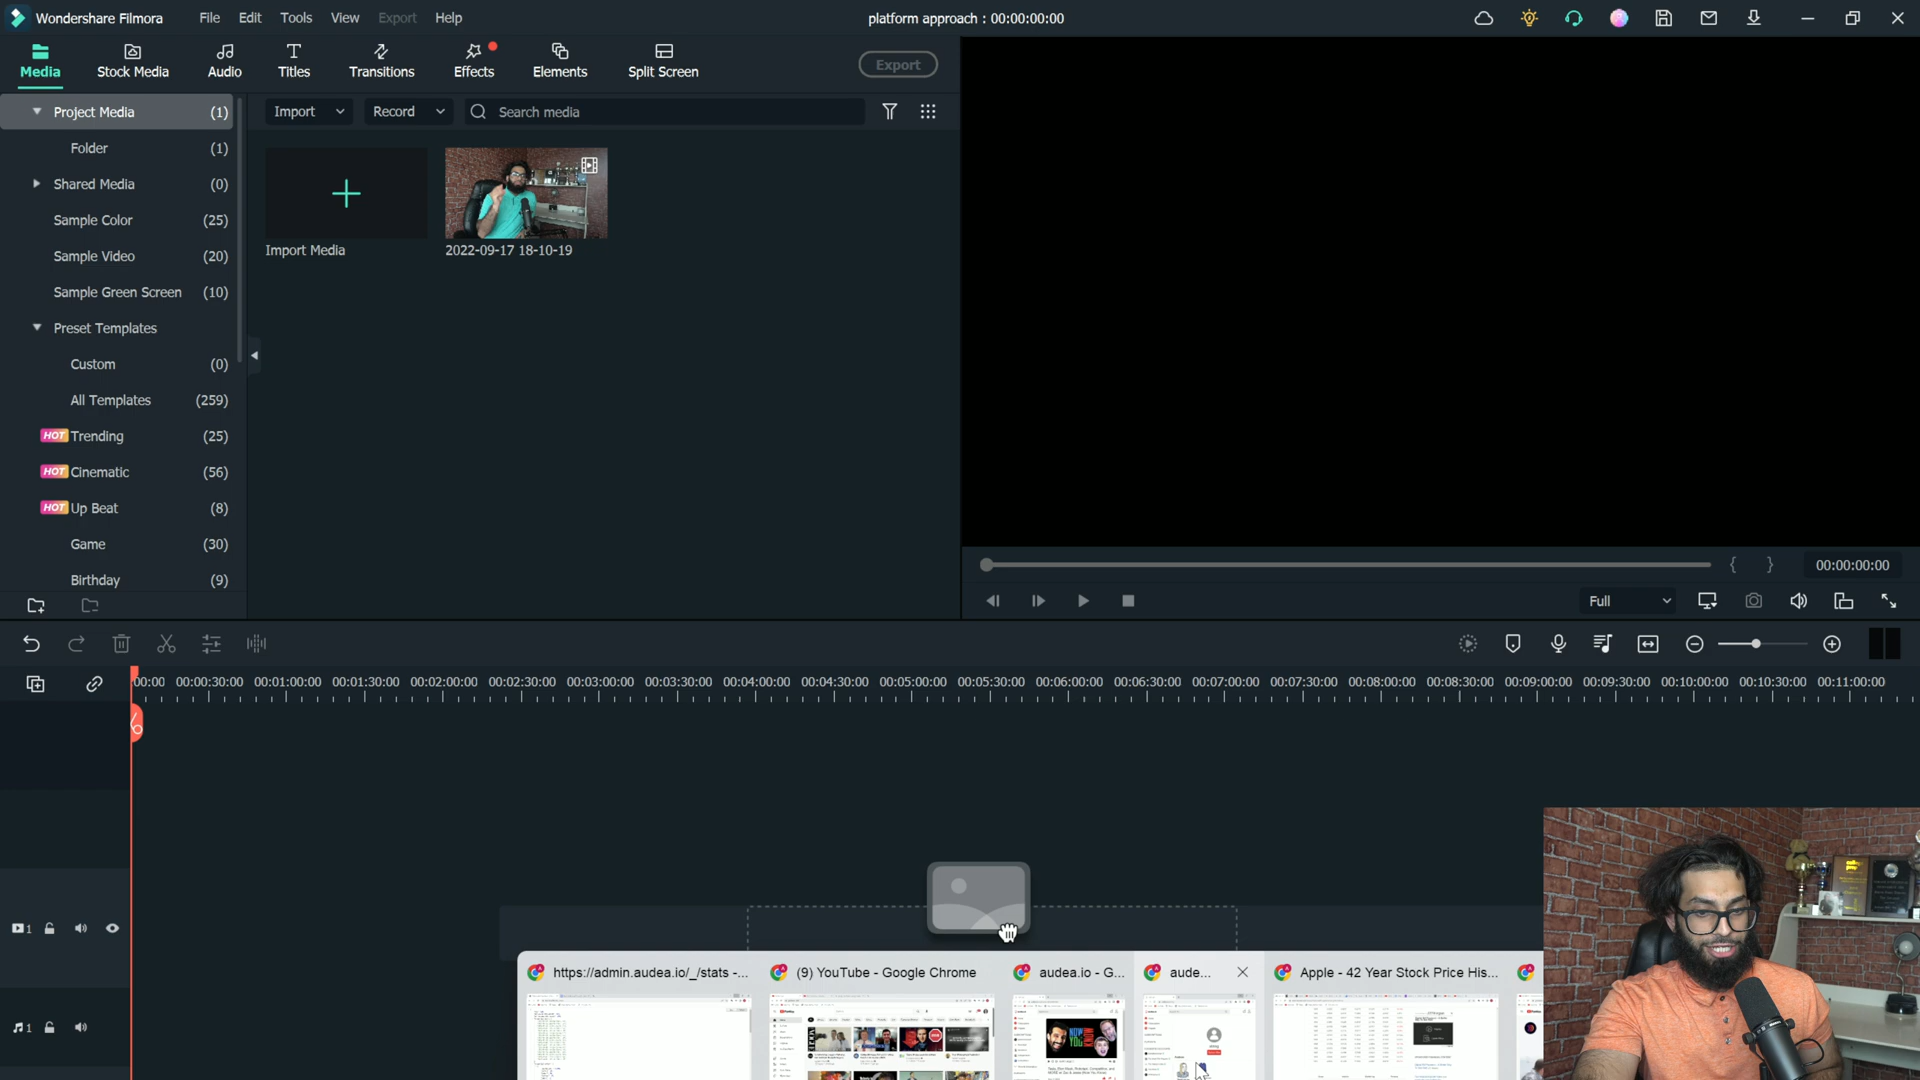 Wondershare Filmora File Edit Tools View Export Help platform approach : 00:00:00:00
Media Stock Media Audio Titles Transitions Effects Elements Split Screen Export
Project Media (1)
Folder (1)
Shared Media (0)
Sample Color (25)
Sample Video (20)
Sample Green Screen (10)
Preset Templates
Custom (0)
All Templates (259)
HOT Trending (25)
HOT Cinematic (56)
HOT Up Beat (8)
Game (30)
Birthday (9)
Import Record Search media
Import Media 2022-09-17 18-10-19
{ } 00:00:00:00
Full
00:00 00:00:30:00 00:01:00:00 00:01:30:00 00:02:00:00 00:02:30:00 00:03:00:00 00:03:30:00 00:04:00:00 00:04:30:00 00:05:00:00 00:05:30:00 00:06:00:00 00:06:30:00 00:07:00:00 00:07:30:00 00:08:00:00 00:08:30:00 00:09:00:00 00:09:30:00 00:10:00:00 00:10:30:00 00:11:00:00
1
1
https://admin.audea.io/_/stats -... (9) YouTube - Google Chrome audea.io - G... aude... Apple - 42 Year Stock Price His...